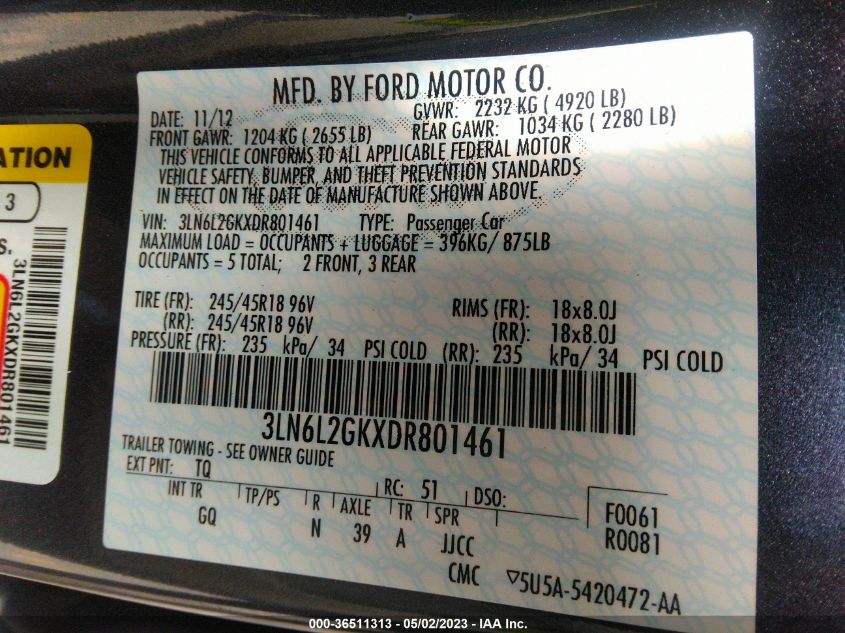 MFD. BY FORD MOTOR CO.
DATE: 11/12 GVWR: 2232 KG ( 4920 LB)
FRONT GAWR: 1204 KG ( 2655 LB) REAR GAWR: 1034 KG ( 2280 LB)
THIS VEHICLE CONFORMS TO ALL APPLICABLE FEDERAL MOTOR
VEHICLE SAFETY, BUMPER, AND THEFT PREVENTION STANDARDS
IN EFFECT ON THE DATE OF MANUFACTURE SHOWN ABOVE.
VIN: 3LN6L2GKXDR801461 TYPE: Passenger Car
MAXIMUM LOAD = OCCUPANTS + LUGGAGE = 396KG/ 875LB
OCCUPANTS = 5 TOTAL; 2 FRONT, 3 REAR
TIRE (FR): 245/45R18 96V RIMS (FR): 18x8.0J
(RR): 245/45R18 96V (RR): 18x8.0J
PRESSURE (FR): 235 kPa/ 34 PSI COLD (RR): 235 kPa/ 34 PSI COLD
3LN6L2GKXDR801461
TRAILER TOWING - SEE OWNER GUIDE
EXT PNT: TQ RC: 51 DSO:
INT TR TP/PS R AXLE TR SPR F0061
GQ N 39 A JJCC R0081
CMC ▽5U5A-5420472-AA
ATION
3
S.
3LN6L2GKXDR801461
000-36511313 - 05/02/2023 - IAA Inc.